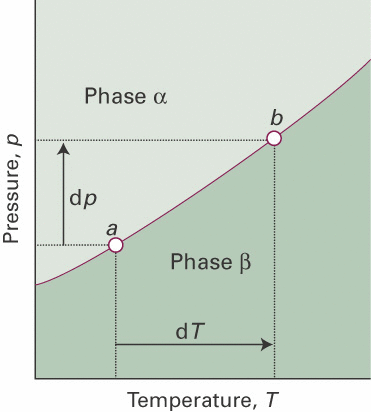 Phase α
b
Pressure, p
dp
a
Phase β
dT
Temperature, T